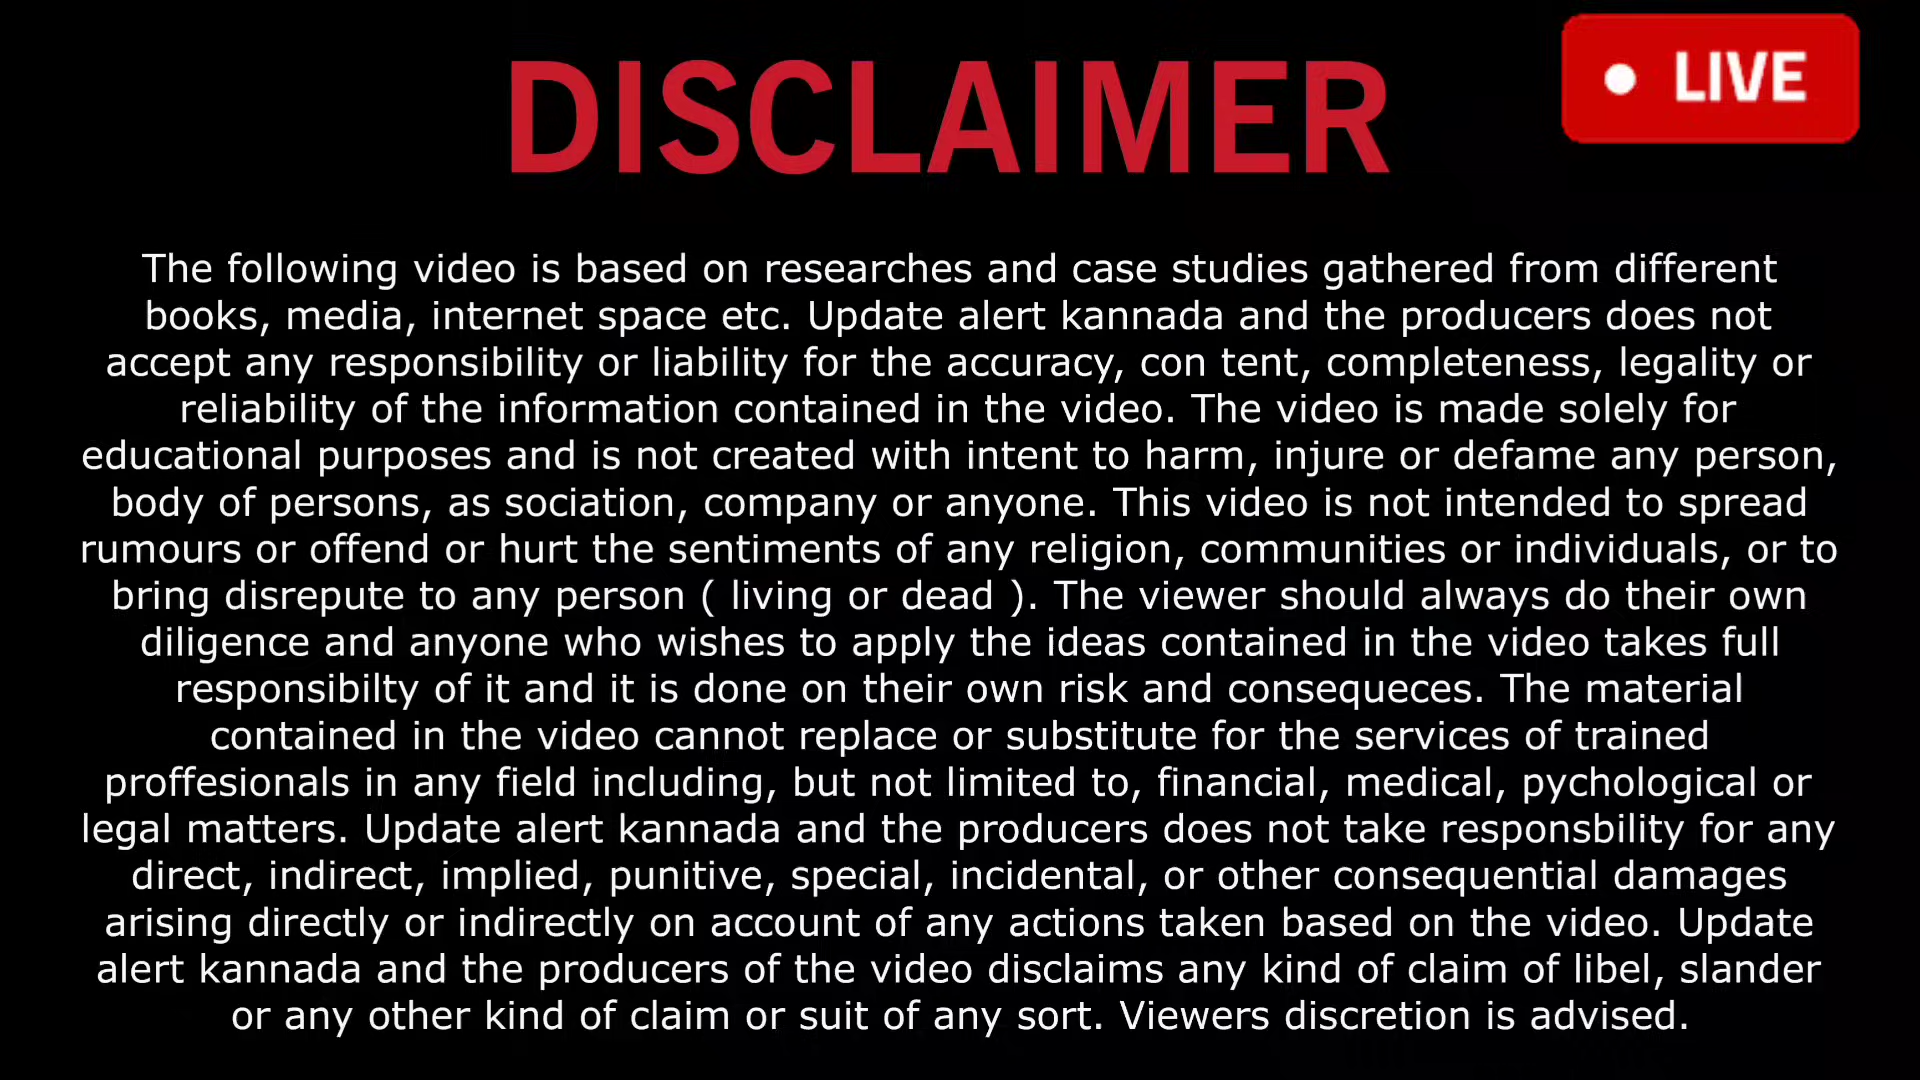 DISCLAIMER
LIVE
The following video is based on researches and case studies gathered from different
books, media, internet space etc. Update alert kannada and the producers does not
accept any responsibility or liability for the accuracy, con tent, completeness, legality or
reliability of the information contained in the video. The video is made solely for
educational purposes and is not created with intent to harm, injure or defame any person,
body of persons, as sociation, company or anyone. This video is not intended to spread
rumours or offend or hurt the sentiments of any religion, communities or individuals, or to
bring disrepute to any person ( living or dead ). The viewer should always do their own
diligence and anyone who wishes to apply the ideas contained in the video takes full
responsibilty of it and it is done on their own risk and consequeces. The material
contained in the video cannot replace or substitute for the services of trained
proffesionals in any field including, but not limited to, financial, medical, pychological or
legal matters. Update alert kannada and the producers does not take responsbility for any
direct, indirect, implied, punitive, special, incidental, or other consequential damages
arising directly or indirectly on account of any actions taken based on the video. Update
alert kannada and the producers of the video disclaims any kind of claim of libel, slander
or any other kind of claim or suit of any sort. Viewers discretion is advised.